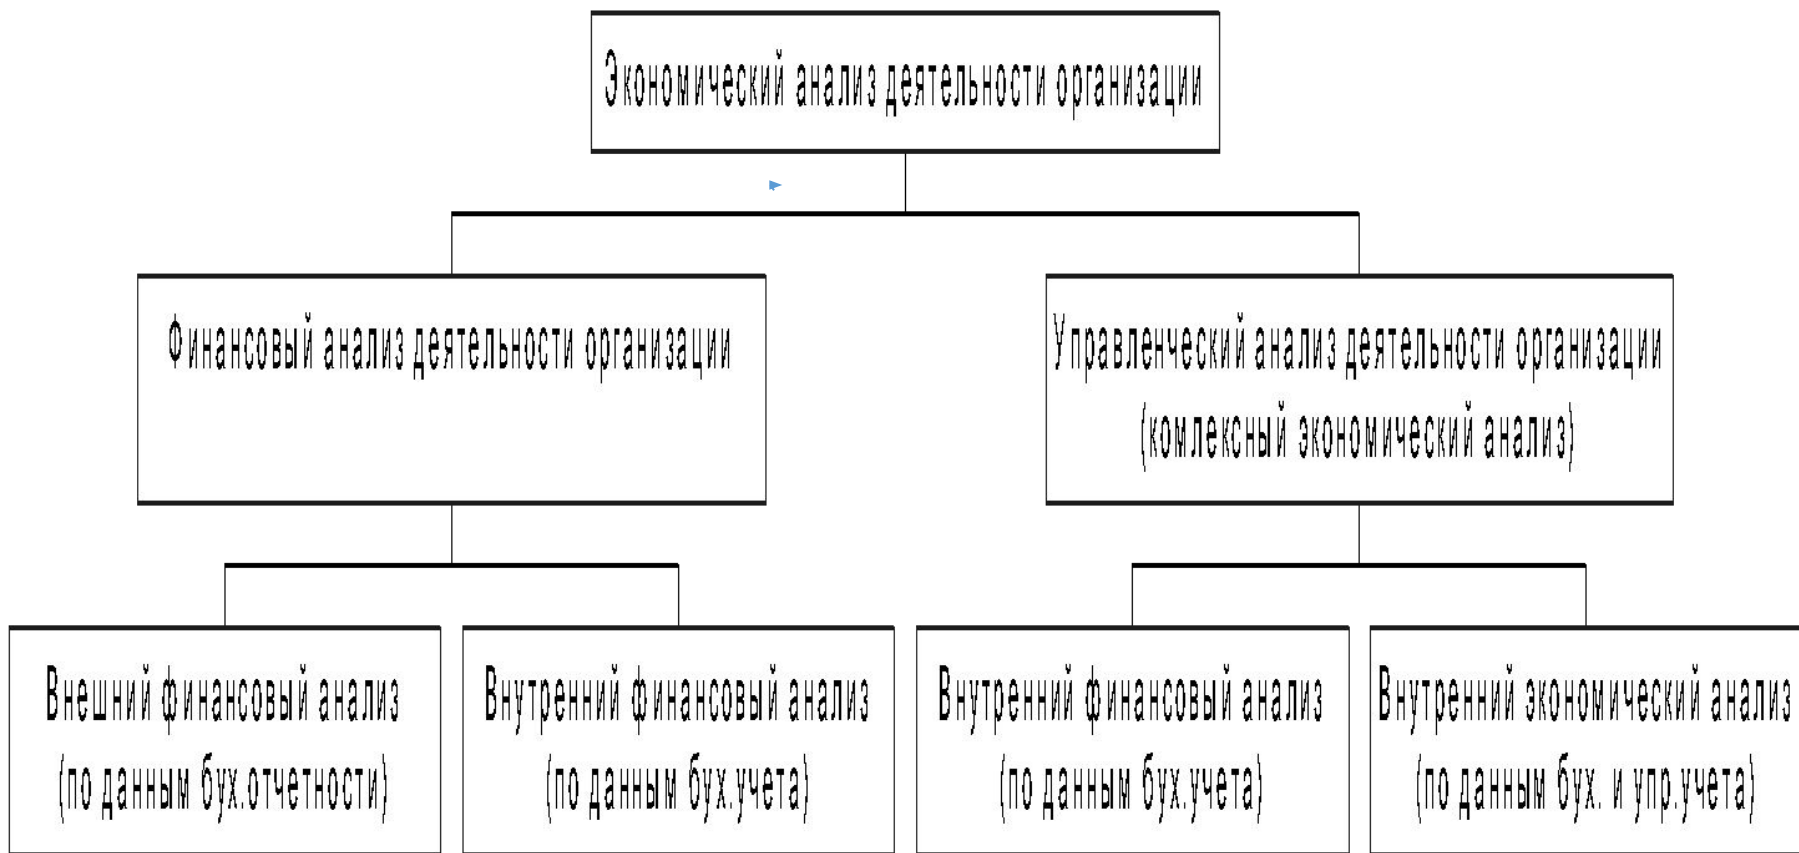 Экономический анализ деятельности организации
Финансовый анализ деятельности организации
Управленческий анализ деятельности организации
(комлексный экономический анализ)
Внешний финансовый анализ
(по данным бух.отчетности)
Внутренний финансовый анализ
(по данным бух.учета)
Внутренний финансовый анализ
(по данным бух.учета)
Внутренний экономический анализ
(по данным бух. и упр.учета)